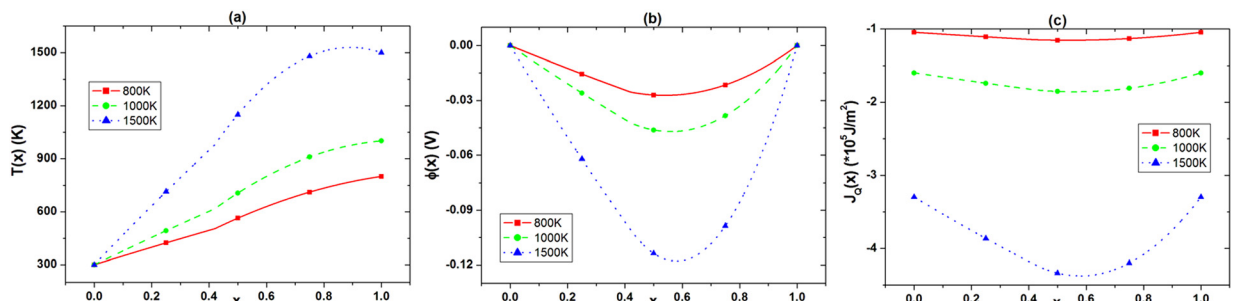 (a)
T(x) (K)
1500
1200
900
600
300
800K
1000K
1500K
0.0 0.2 0.4 0.6 0.8 1.0
x
(b)
ϕ(x) (V)
0.00
-0.03
-0.06
-0.09
-0.12
800K
1000K
1500K
0.0 0.2 0.4 0.6 0.8 1.0
x
(c)
J_Q(x) (*10^5J/m^2)
-1
-2
-3
-4
800K
1000K
1500K
0.0 0.2 0.4 0.6 0.8 1.0
x